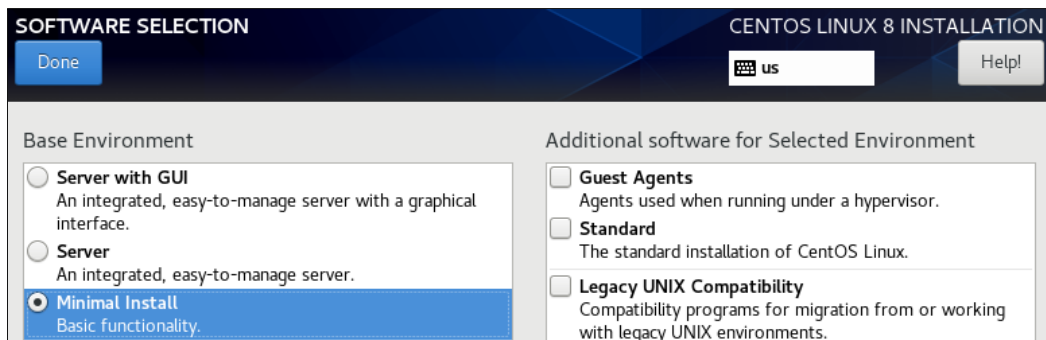 SOFTWARE SELECTION
CENTOS LINUX 8 INSTALLATION
Done
us
Help!
Base Environment
Server with GUI
An integrated, easy-to-manage server with a graphical
interface.
Server
An integrated, easy-to-manage server.
Minimal Install
Basic functionality.
Additional software for Selected Environment
Guest Agents
Agents used when running under a hypervisor.
Standard
The standard installation of CentOS Linux.
Legacy UNIX Compatibility
Compatibility programs for migration from or working
with legacy UNIX environments.